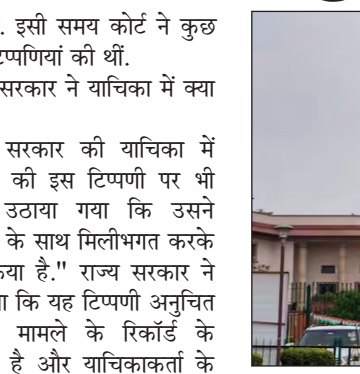 . इसी समय कोर्ट ने कुछ
टिप्पणियां की थीं.
सरकार ने याचिका में क्या
सरकार की याचिका में
की इस टिप्पणी पर भी
उठाया गया कि उसने
के साथ मिलीभगत करके
है." राज्य सरकार ने
कि यह टिप्पणी अनुचित
मामले के रिकॉर्ड के
है और याचिकाकर्ता के